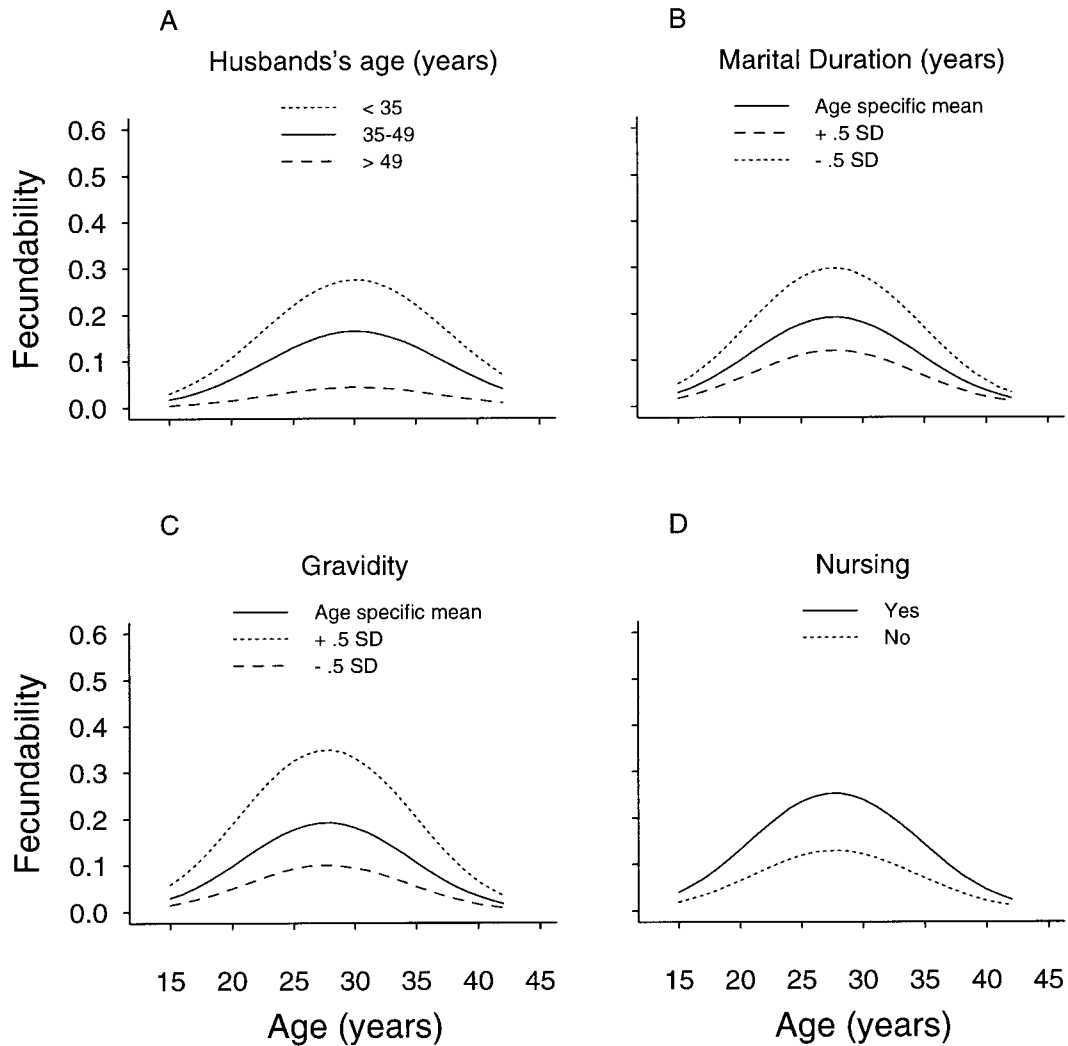 A
Husbands's age (years)
< 35
35-49
> 49
Fecundability
0.6
0.5
0.4
0.3
0.2
0.1
0.0
B
Marital Duration (years)
Age specific mean
+ .5 SD
- .5 SD
C
Gravidity
Age specific mean
+ .5 SD
- .5 SD
Fecundability
0.6
0.5
0.4
0.3
0.2
0.1
0.0
15 20 25 30 35 40 45
Age (years)
D
Nursing
Yes
No
15 20 25 30 35 40 45
Age (years)